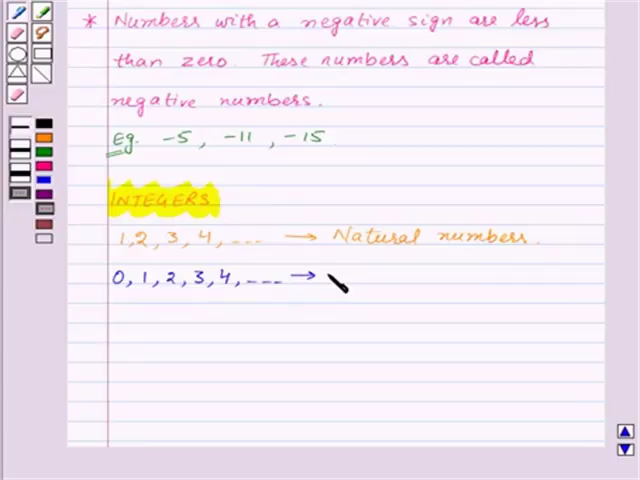 * Numbers with a negative sign are less
than zero. These numbers are called
negative numbers.
Eg. -5, -11, -15
INTEGERS
1, 2, 3, 4, ---- → Natural numbers.
0, 1, 2, 3, 4, ---- →